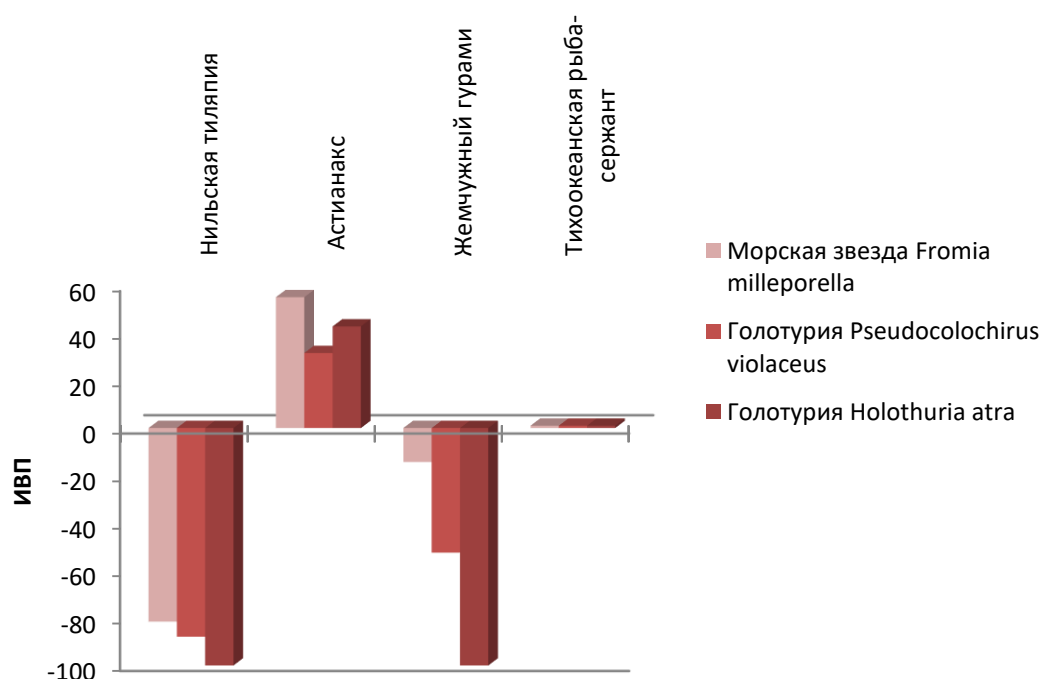 Нильская тиляпия
Астианакс
Жемчужный гурами
Тихоокеанская рыба-
сержант
60
40
20
0
-20
-40
-60
-80
-100
ИВП
Морская звезда Fromia
milleporella
Голотурия Pseudocolochirus
violaceus
Голотурия Holothuria atra